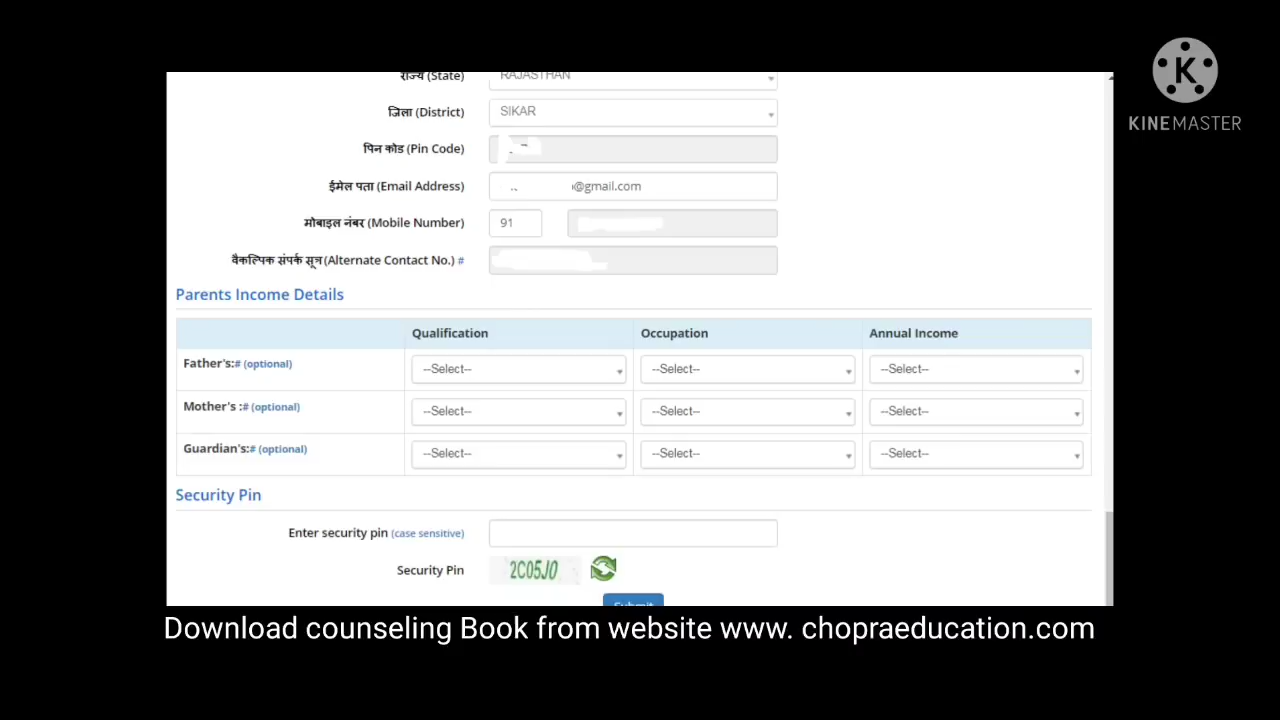 राज्य (State) RAJASTHAN
जिला (District) SIKAR
पिन कोड (Pin Code)
ईमेल पता (Email Address) @gmail.com
मोबाइल नंबर (Mobile Number) 91
वैकल्पिक संपर्क सूत्र (Alternate Contact No.) #
Parents Income Details
Qualification Occupation Annual Income
Father's:# (optional) --Select-- --Select-- --Select--
Mother's :# (optional) --Select-- --Select-- --Select--
Guardian's:# (optional) --Select-- --Select-- --Select--
Security Pin
Enter security pin (case sensitive)
Security Pin 2C05J0
Submit
Download counseling Book from website www. chopraeducation.com
K
KINEMASTER